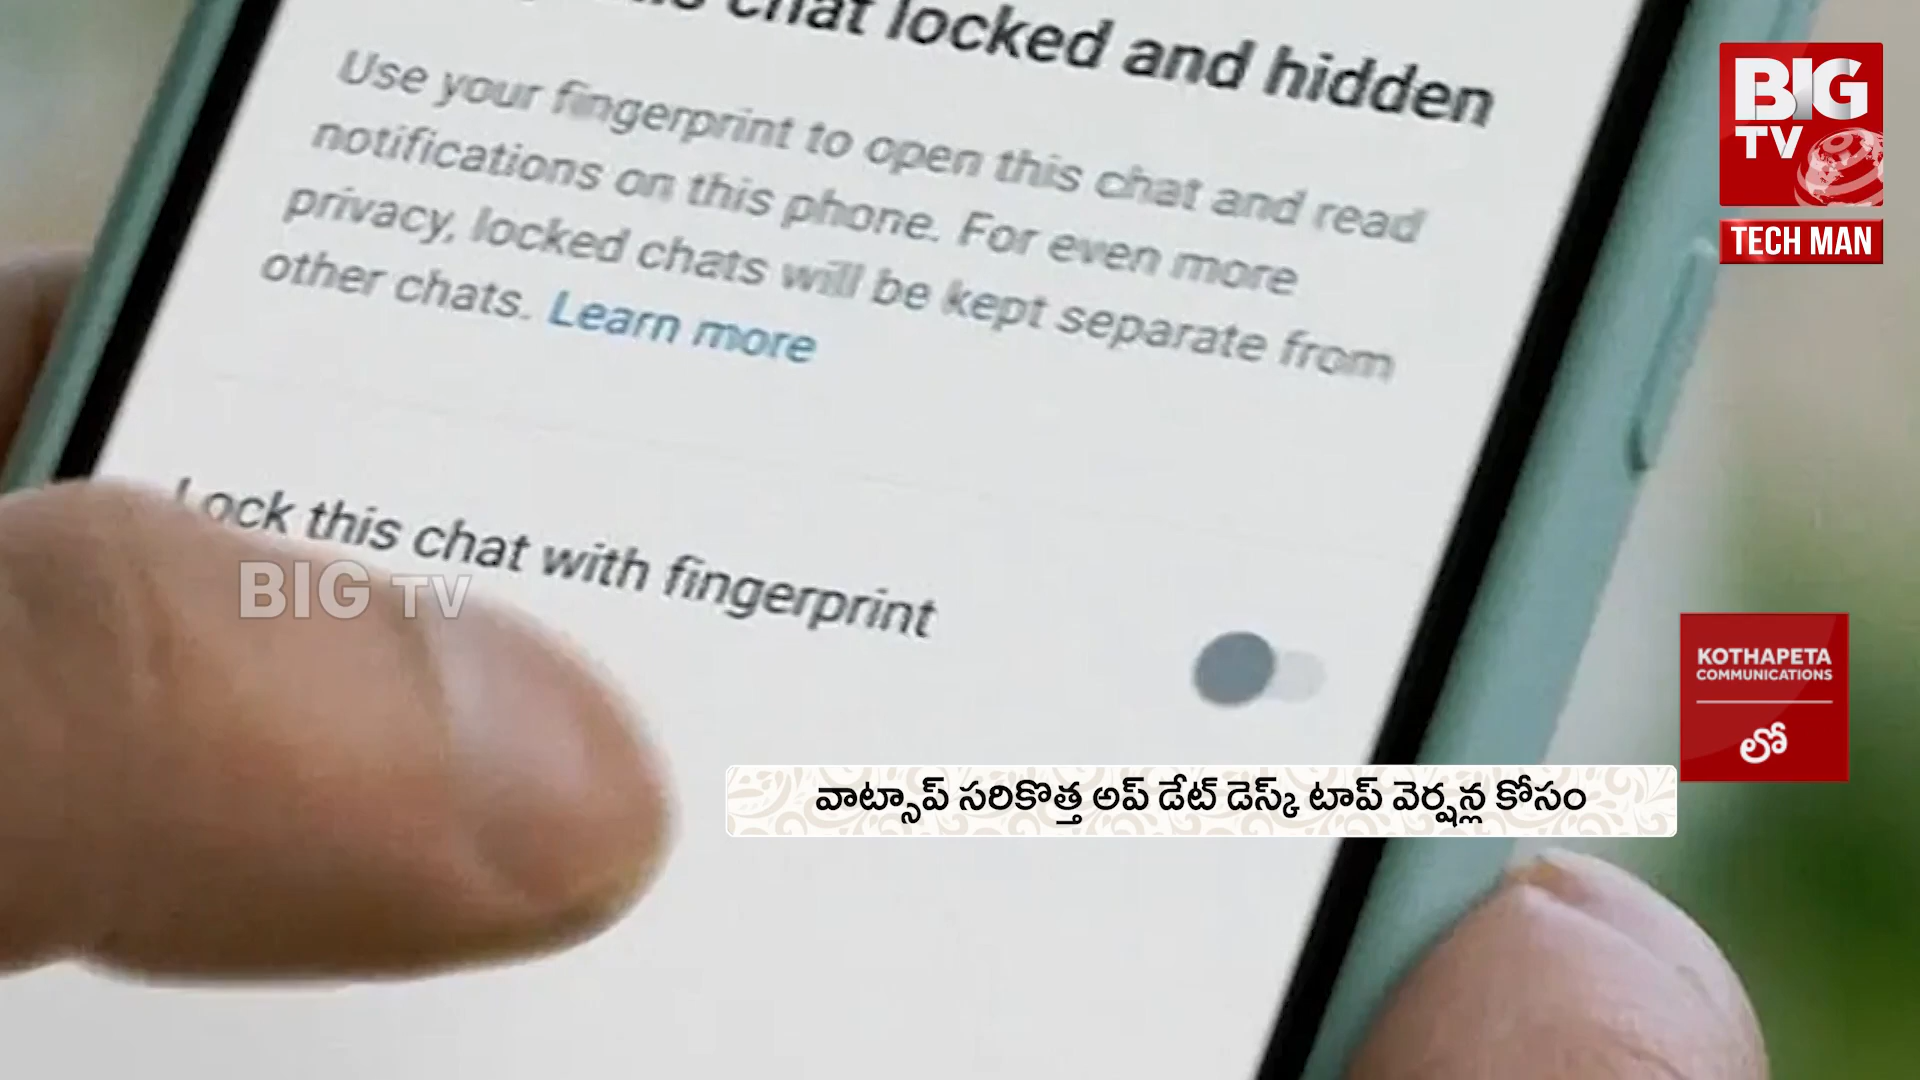 chat locked and hidden
Use your fingerprint to open this chat and read
notifications on this phone. For even more
privacy, locked chats will be kept separate from
other chats. Learn more
Lock this chat with fingerprint
BIG TV
BIG
TV
TECH MAN
KOTHAPETA
COMMUNICATIONS
లో
వాట్సాప్ సరికొత్త అప్ డేట్ డెస్క్ టాప్ వెర్షన్ల కోసం